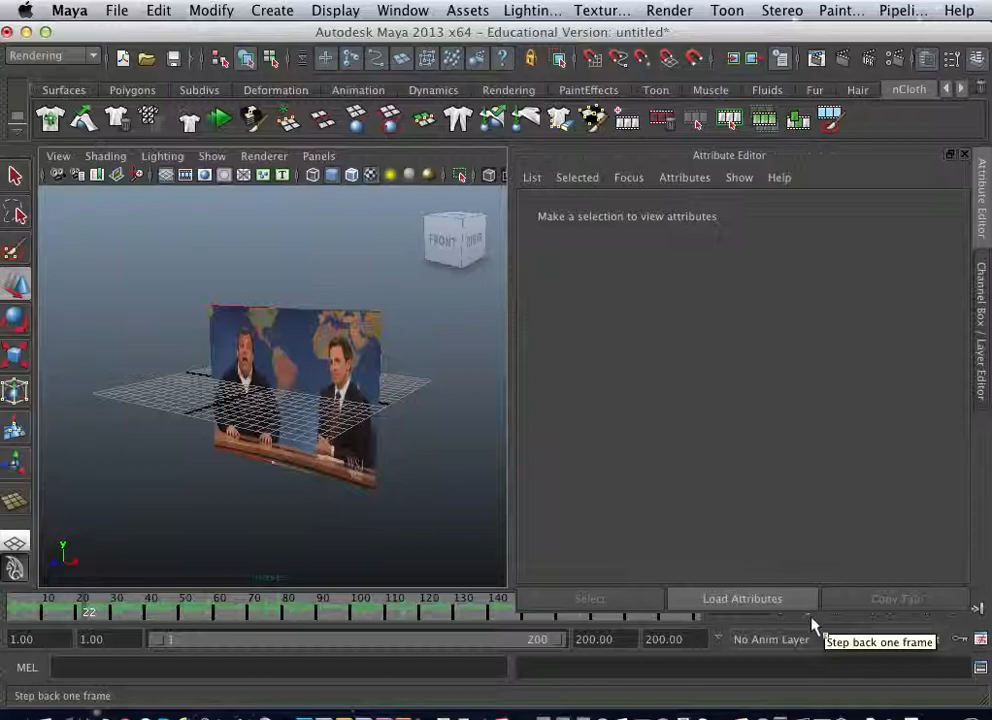 Maya File Edit Modify Create Display Window Assets Lightin... Textur... Render Toon Stereo Paint... Pipeli... Help
Autodesk Maya 2013 x64 - Educational Version: untitled*
Rendering
Surfaces Polygons Subdivs Deformation Animation Dynamics Rendering PaintEffects Toon Muscle Fluids Fur Hair nCloth
View Shading Lighting Show Renderer Panels
Attribute Editor
List Selected Focus Attributes Show Help
Make a selection to view attributes
FRONT
Attribute Editor
Channel Box / Layer Editor
y
Select Load Attributes Copy Tab
10 20 30 40 50 60 70 80 90 100 110 120 130 140
22
1.00 1.00 1 200 200.00 200.00 No Anim Layer
Step back one frame
MEL
Step back one frame